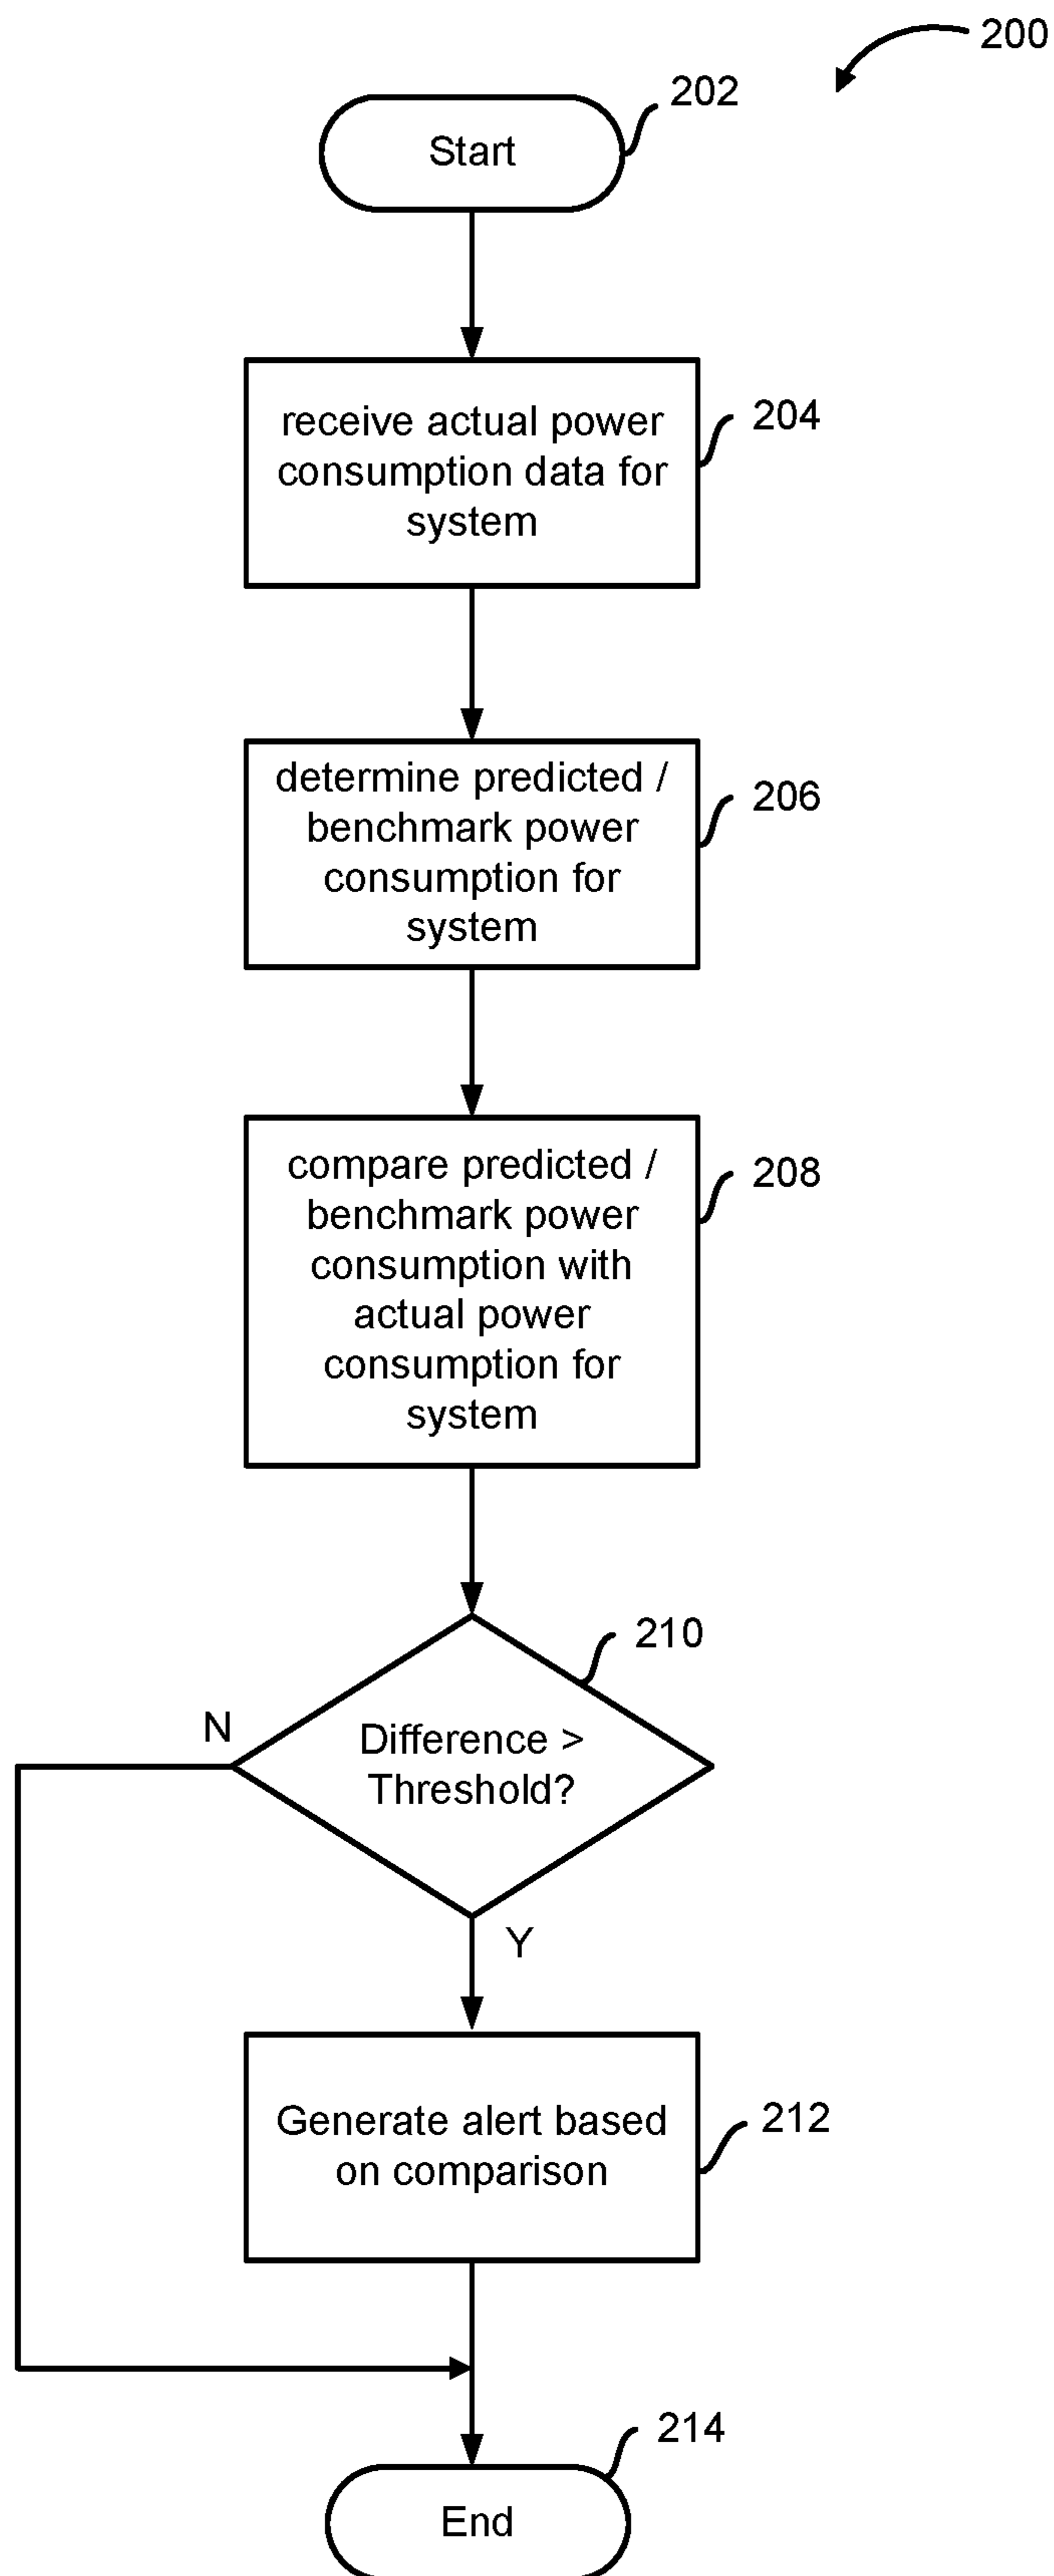 200
202
Start
204
receive actual power
consumption data for
system
206
determine predicted /
benchmark power
consumption for
system
208
compare predicted /
benchmark power
consumption with
actual power
consumption for
system
210
N
Difference >
Threshold?
Y
212
Generate alert based
on comparison
214
End